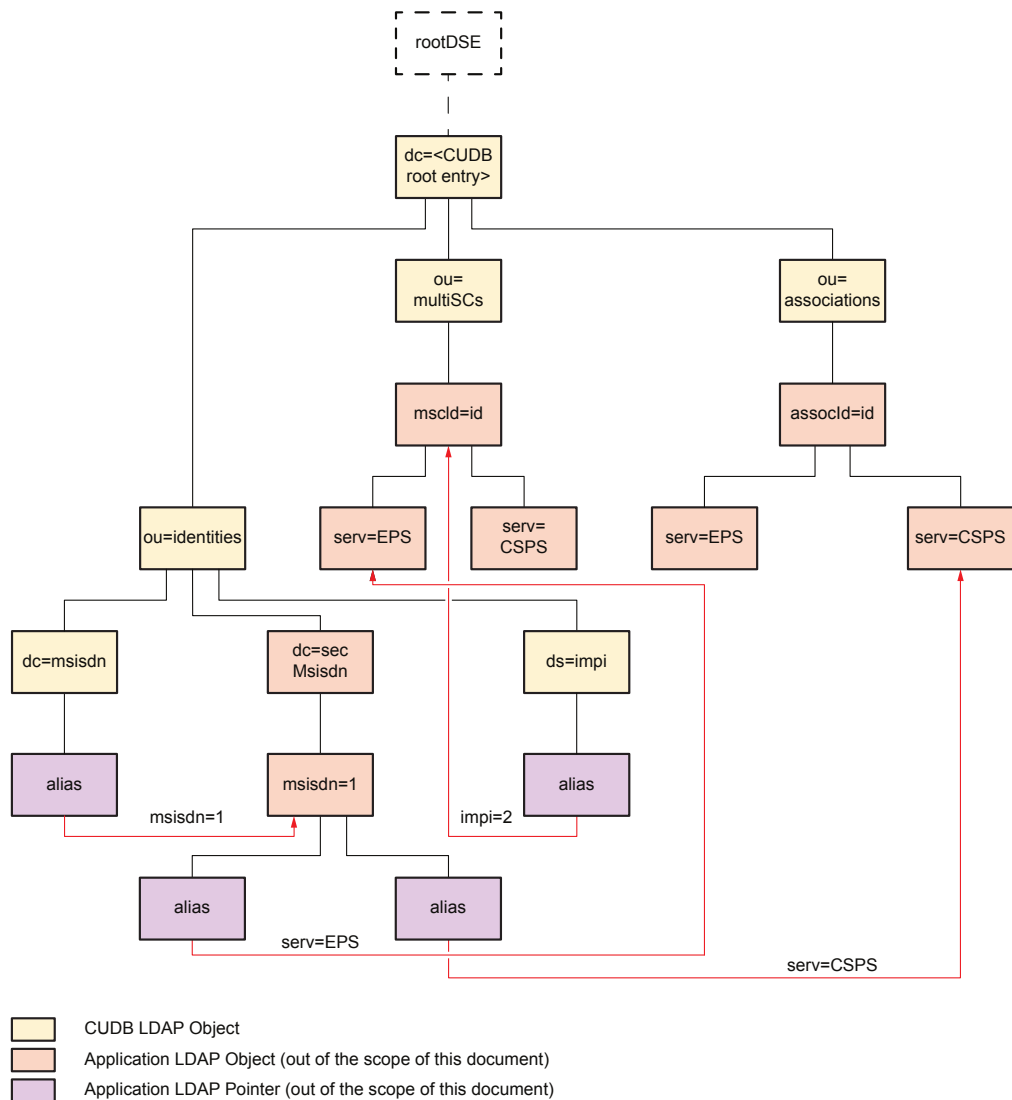 rootDSE
dc=<CUDB
root entry>
ou=
multiSCs
ou=
associations
mscId=id
assocId=id
ou=identities
serv=EPS
serv=
CSPS
serv=EPS
serv=CSPS
dc=msisdn
dc=sec
Msisdn
ds=impi
alias
msisdn=1
alias
msisdn=1
impi=2
alias
alias
serv=EPS
serv=CSPS
CUDB LDAP Object
Application LDAP Object (out of the scope of this document)
Application LDAP Pointer (out of the scope of this document)